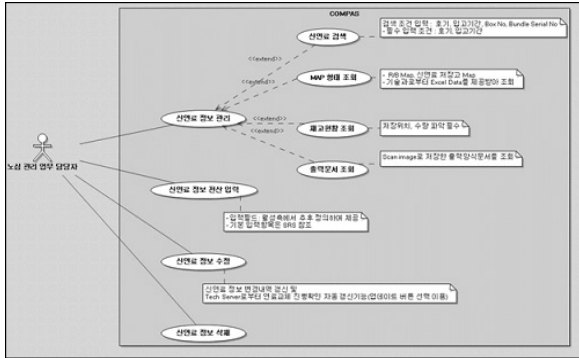 COMPAS
검색 조건 입력 : 호기, 입고기간, Box No, Bundle Serial No
- 필수 입력 조건 : 호기, 입고기간
신연료 검색
<<extend>>
MAP 형태 조회
- R/B Map, 신연료 저장고 Map
- 기술과로부터 Excel Data를 제공받아 조회
<<extend>>
신연료 정보 관리
<<extend>>
재고현황 조회
저장위치, 수량 파악 필수
<<extend>>
출력문서 조회
Scan image로 저장한 출력양식문서를 조회
노심 관리 업무 담당자
신연료 정보 전산 입력
- 입력필드 활성측에서 추후 정의하여 제공
- 기본 입력항목은 SRS 참조
신연료 정보 수정
신연료 정보 변경내역 갱신 및
Tech Server로부터 연료교체 진행확인 자동 갱신기능(업데이트 버튼 선택 이용)
신연료 정보 삭제